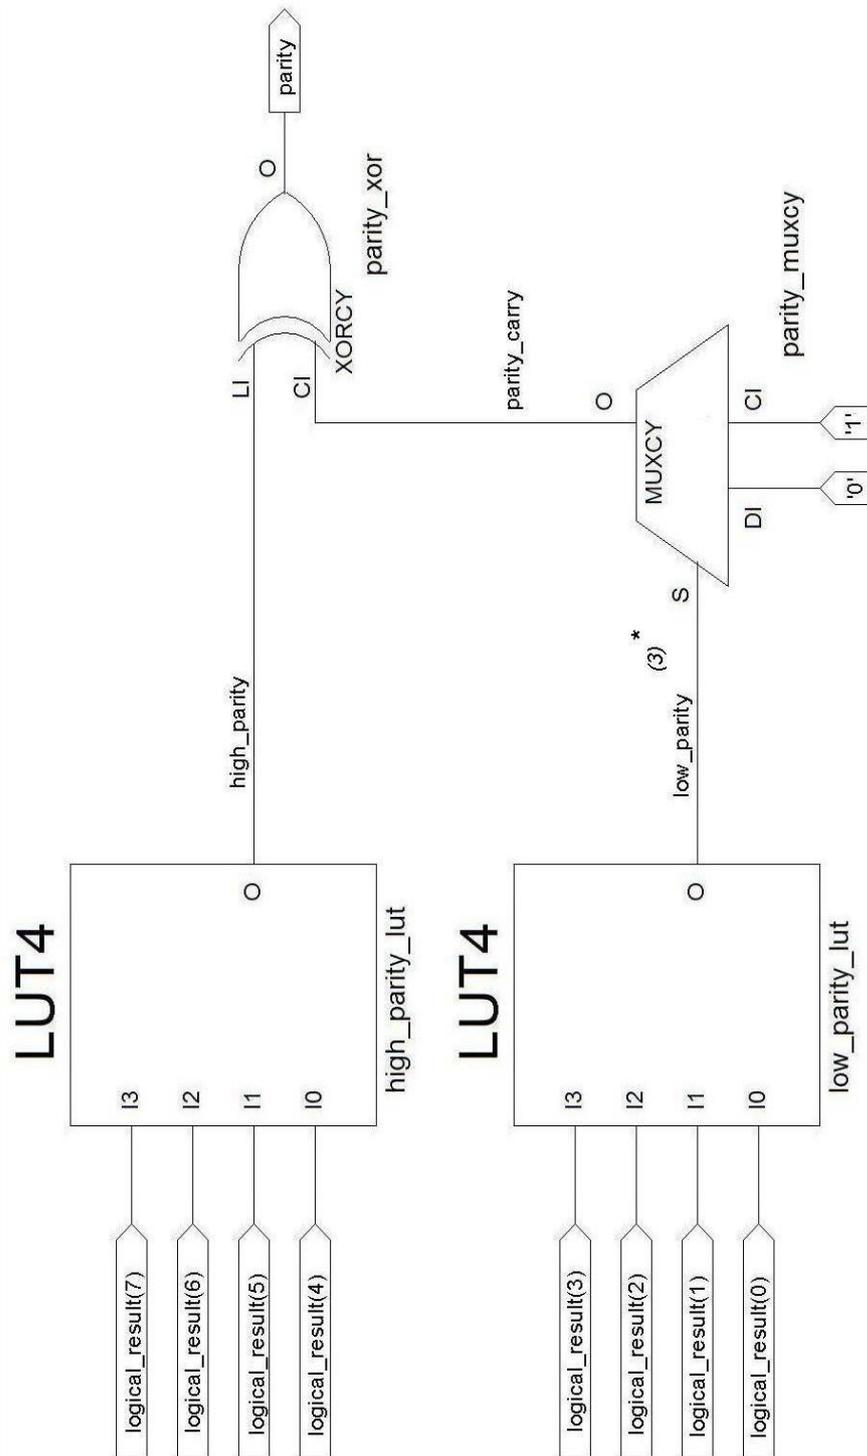 LUT4
logical_result(7)
I3
logical_result(6)
I2
logical_result(5)
I1
O
high_parity
LI
O
parity
logical_result(4)
I0
CI
XORCY
high_parity_lut
parity_xor
parity_carry
LUT4
logical_result(3)
I3
O
logical_result(2)
I2
MUXCY
*
(3)
logical_result(1)
I1
O
low_parity
S
logical_result(0)
I0
DI
CI
low_parity_lut
parity_muxcy
'0'
'1'